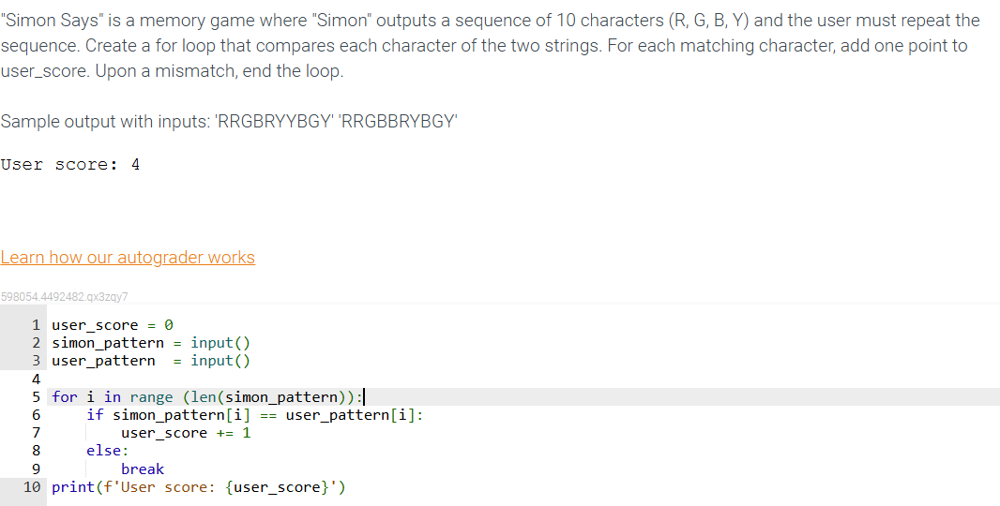 "Simon Says" is a memory game where "Simon" outputs a sequence of 10 characters (R, G, B, Y) and the user must repeat the
sequence. Create a for loop that compares each character of the two strings. For each matching character, add one point to
user_score. Upon a mismatch, end the loop.
Sample output with inputs: 'RRGBRYYBGY' 'RRGBBRYBGY'
User score: 4
Learn how our autograder works
598054.4492482.qx3zqy7
1 user_score = 0
2 simon_pattern = input()
3 user_pattern  = input()
4
5 for i in range (len(simon_pattern)):
6     if simon_pattern[i] == user_pattern[i]:
7         user_score += 1
8     else:
9         break
10 print(f'User score: {user_score}')